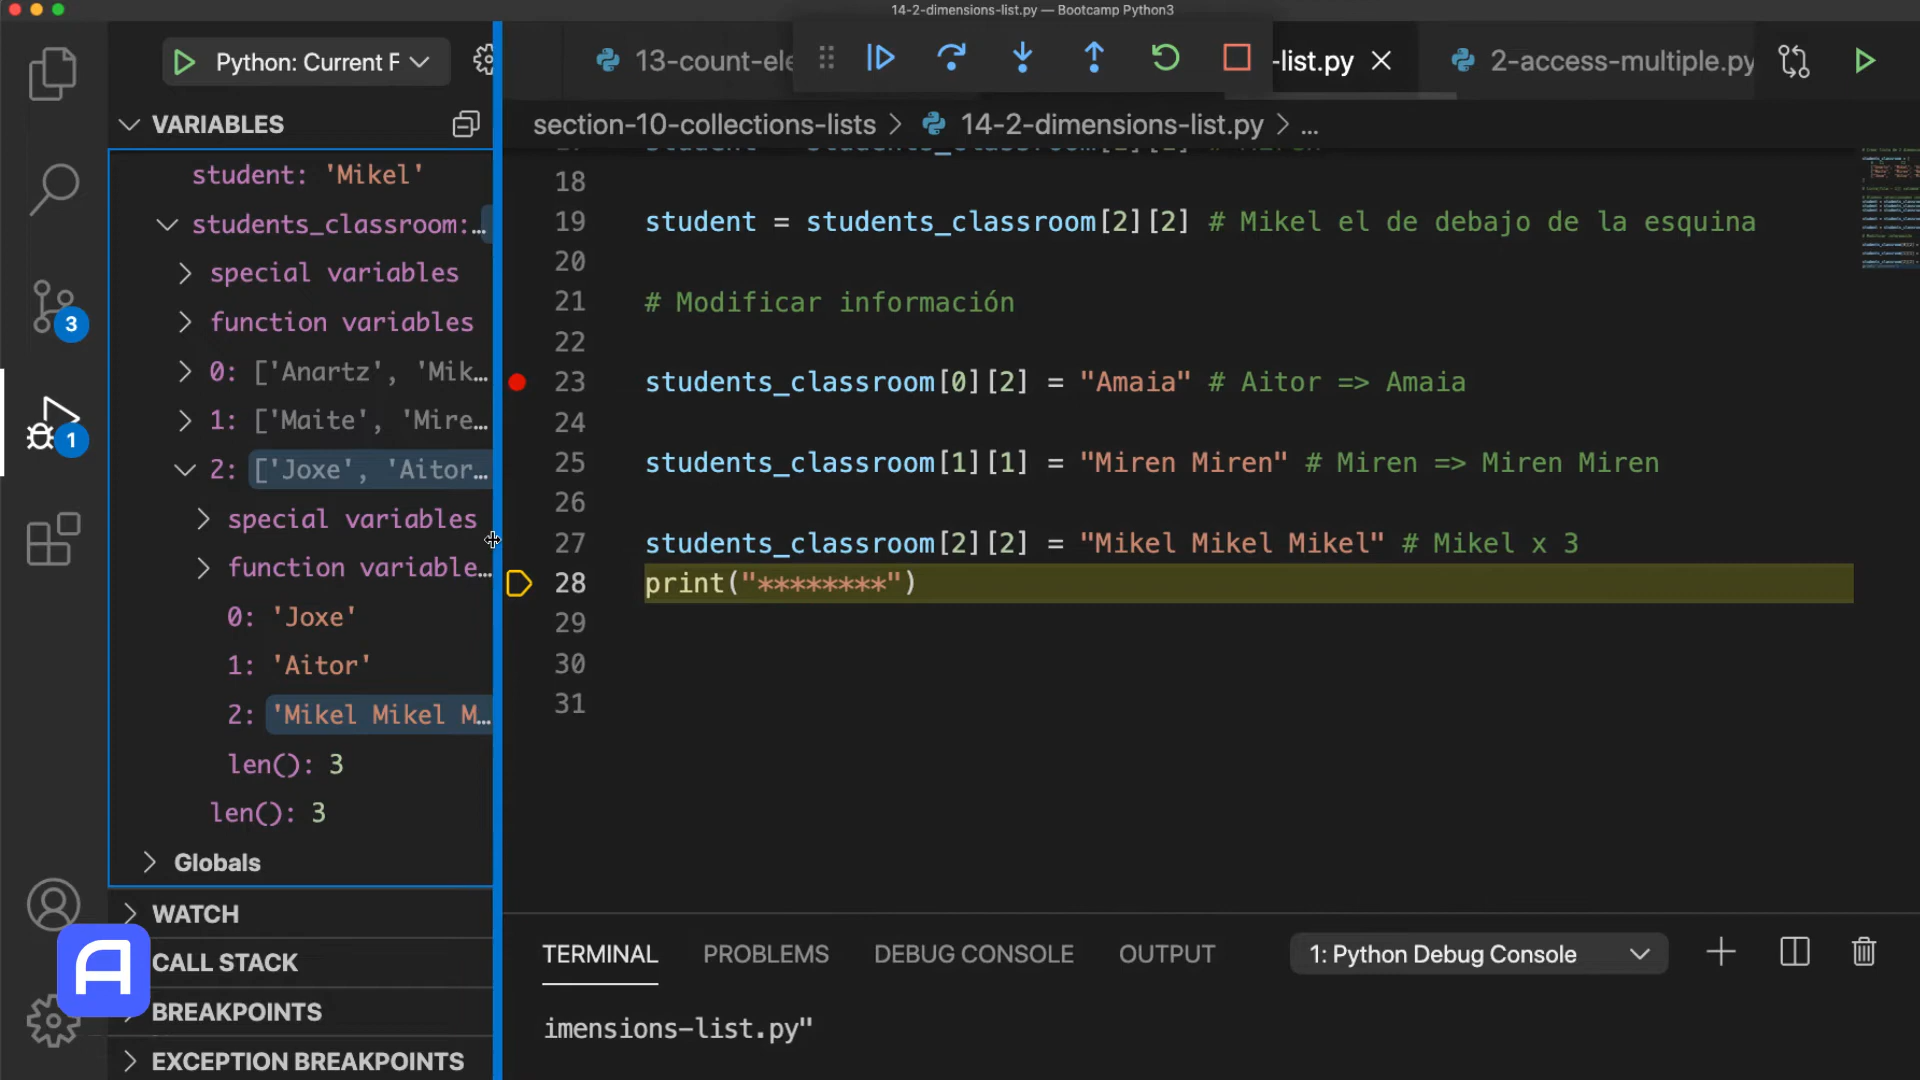 14-2-dimensions-list.py — Bootcamp Python3
Python: Current F
13-count-ele
-list.py
2-access-multiple.py
VARIABLES
section-10-collections-lists > 14-2-dimensions-list.py > ...
student: 'Mikel'
students_classroom:…
special variables
function variables
0: ['Anartz', 'Mik…
1: ['Maite', 'Mire…
2: ['Joxe', 'Aitor…
special variables
function variable…
0: 'Joxe'
1: 'Aitor'
2: 'Mikel Mikel M…
len(): 3
len(): 3
Globals
WATCH
CALL STACK
BREAKPOINTS
EXCEPTION BREAKPOINTS
3
1
A
18
19 student = students_classroom[2][2] # Mikel el de debajo de la esquina
20
21 # Modificar información
22
23 students_classroom[0][2] = "Amaia" # Aitor => Amaia
24
25 students_classroom[1][1] = "Miren Miren" # Miren => Miren Miren
26
27 students_classroom[2][2] = "Mikel Mikel Mikel" # Mikel x 3
28 print("********")
29
30
31
TERMINAL PROBLEMS DEBUG CONSOLE OUTPUT 1: Python Debug Console
imensions-list.py"